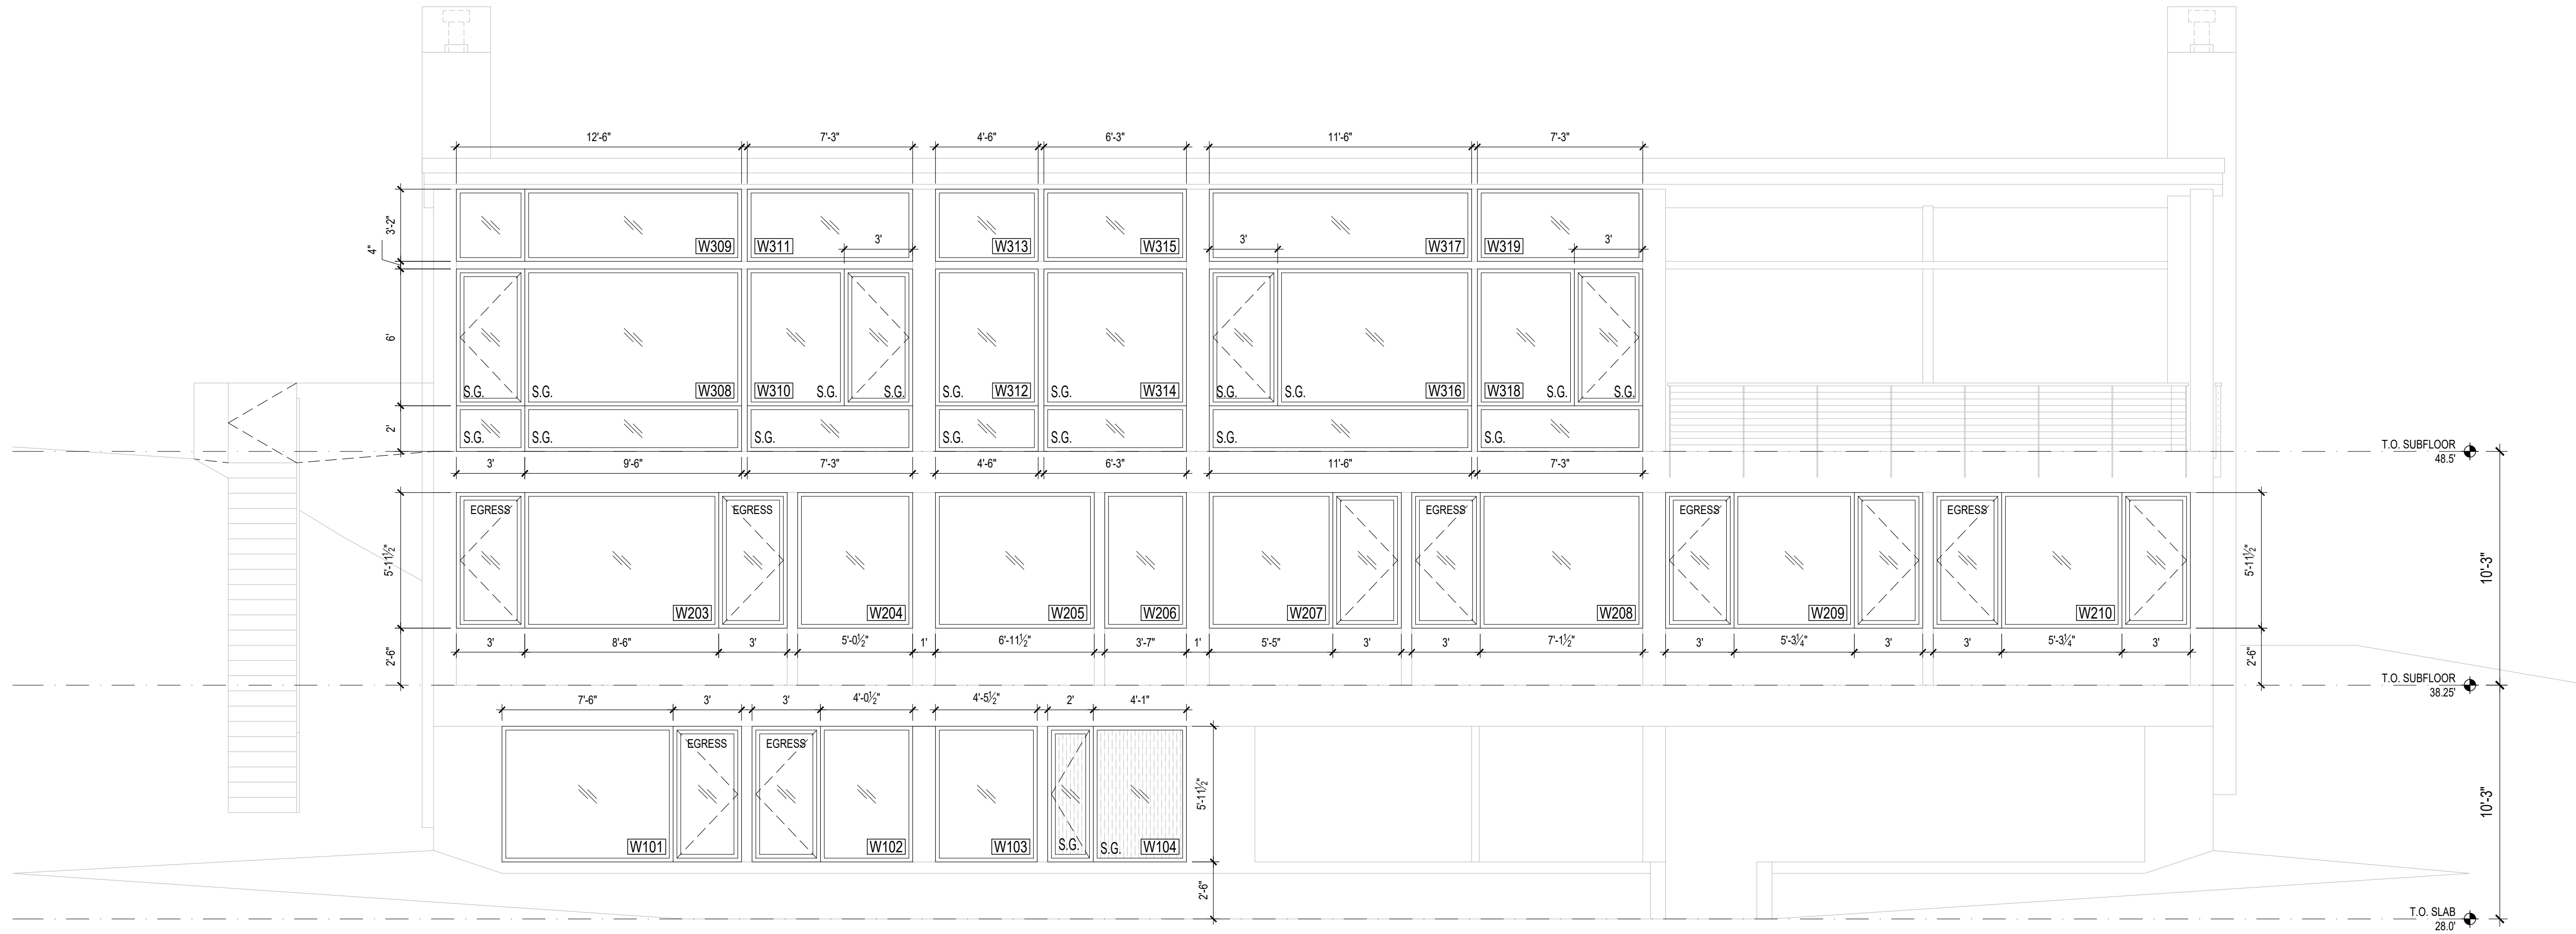 12'-6" 7'-3" 4'-6" 6'-3" 11'-6" 7'-3"
3'-2"
4"
3' 3' 3'
W309 W311 W313 W315 W317 W319
6'
S.G. S.G. W308 W310 S.G. S.G. S.G. W312 S.G. W314 S.G. S.G. W316 W318 S.G. S.G.
2'
S.G. S.G. S.G. S.G. S.G. S.G. S.G.
T.O. SUBFLOOR
48.5'
3' 9'-6" 7'-3" 4'-6" 6'-3" 11'-6" 7'-3"
EGRESS EGRESS EGRESS EGRESS EGRESS
5'-11½" 5'-11½" 10'-3"
W203 W204 W205 W206 W207 W208 W209 W210
3' 8'-6" 3' 5'-0½" 1' 6'-11½" 3'-7" 1' 5'-5" 3' 3' 7'-1½" 3' 5'-3¼" 3' 3' 5'-3¼" 3'
2'-6" 2'-6"
T.O. SUBFLOOR
38.25'
7'-6" 3' 3' 4'-0½" 4'-5½" 2' 4'-1"
EGRESS EGRESS
5'-11½" 10'-3"
W101 W102 W103 S.G. S.G. W104
2'-6"
T.O. SLAB
28.0'